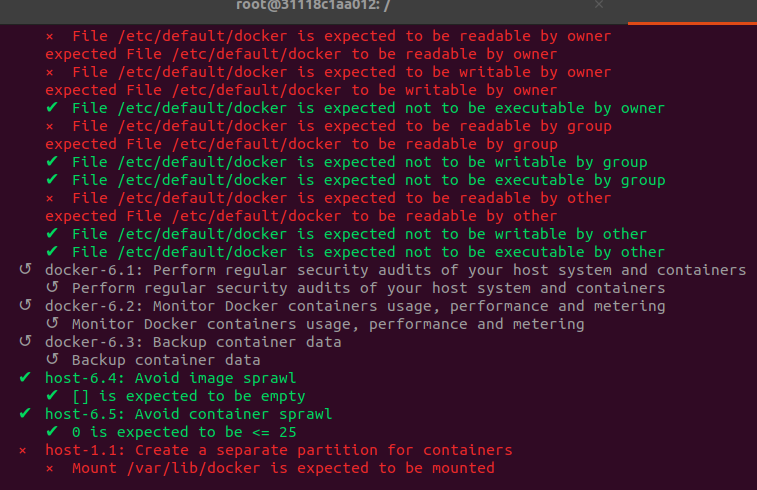 root@31118c1aa012: /
× File /etc/default/docker is expected to be readable by owner
expected File /etc/default/docker to be readable by owner
× File /etc/default/docker is expected to be writable by owner
expected File /etc/default/docker to be writable by owner
✔ File /etc/default/docker is expected not to be executable by owner
× File /etc/default/docker is expected to be readable by group
expected File /etc/default/docker to be readable by group
✔ File /etc/default/docker is expected not to be writable by group
✔ File /etc/default/docker is expected not to be executable by group
× File /etc/default/docker is expected to be readable by other
expected File /etc/default/docker to be readable by other
✔ File /etc/default/docker is expected not to be writable by other
✔ File /etc/default/docker is expected not to be executable by other
↺ docker-6.1: Perform regular security audits of your host system and containers
↺ Perform regular security audits of your host system and containers
↺ docker-6.2: Monitor Docker containers usage, performance and metering
↺ Monitor Docker containers usage, performance and metering
↺ docker-6.3: Backup container data
↺ Backup container data
✔ host-6.4: Avoid image sprawl
✔ [] is expected to be empty
✔ host-6.5: Avoid container sprawl
✔ 0 is expected to be <= 25
× host-1.1: Create a separate partition for containers
× Mount /var/lib/docker is expected to be mounted